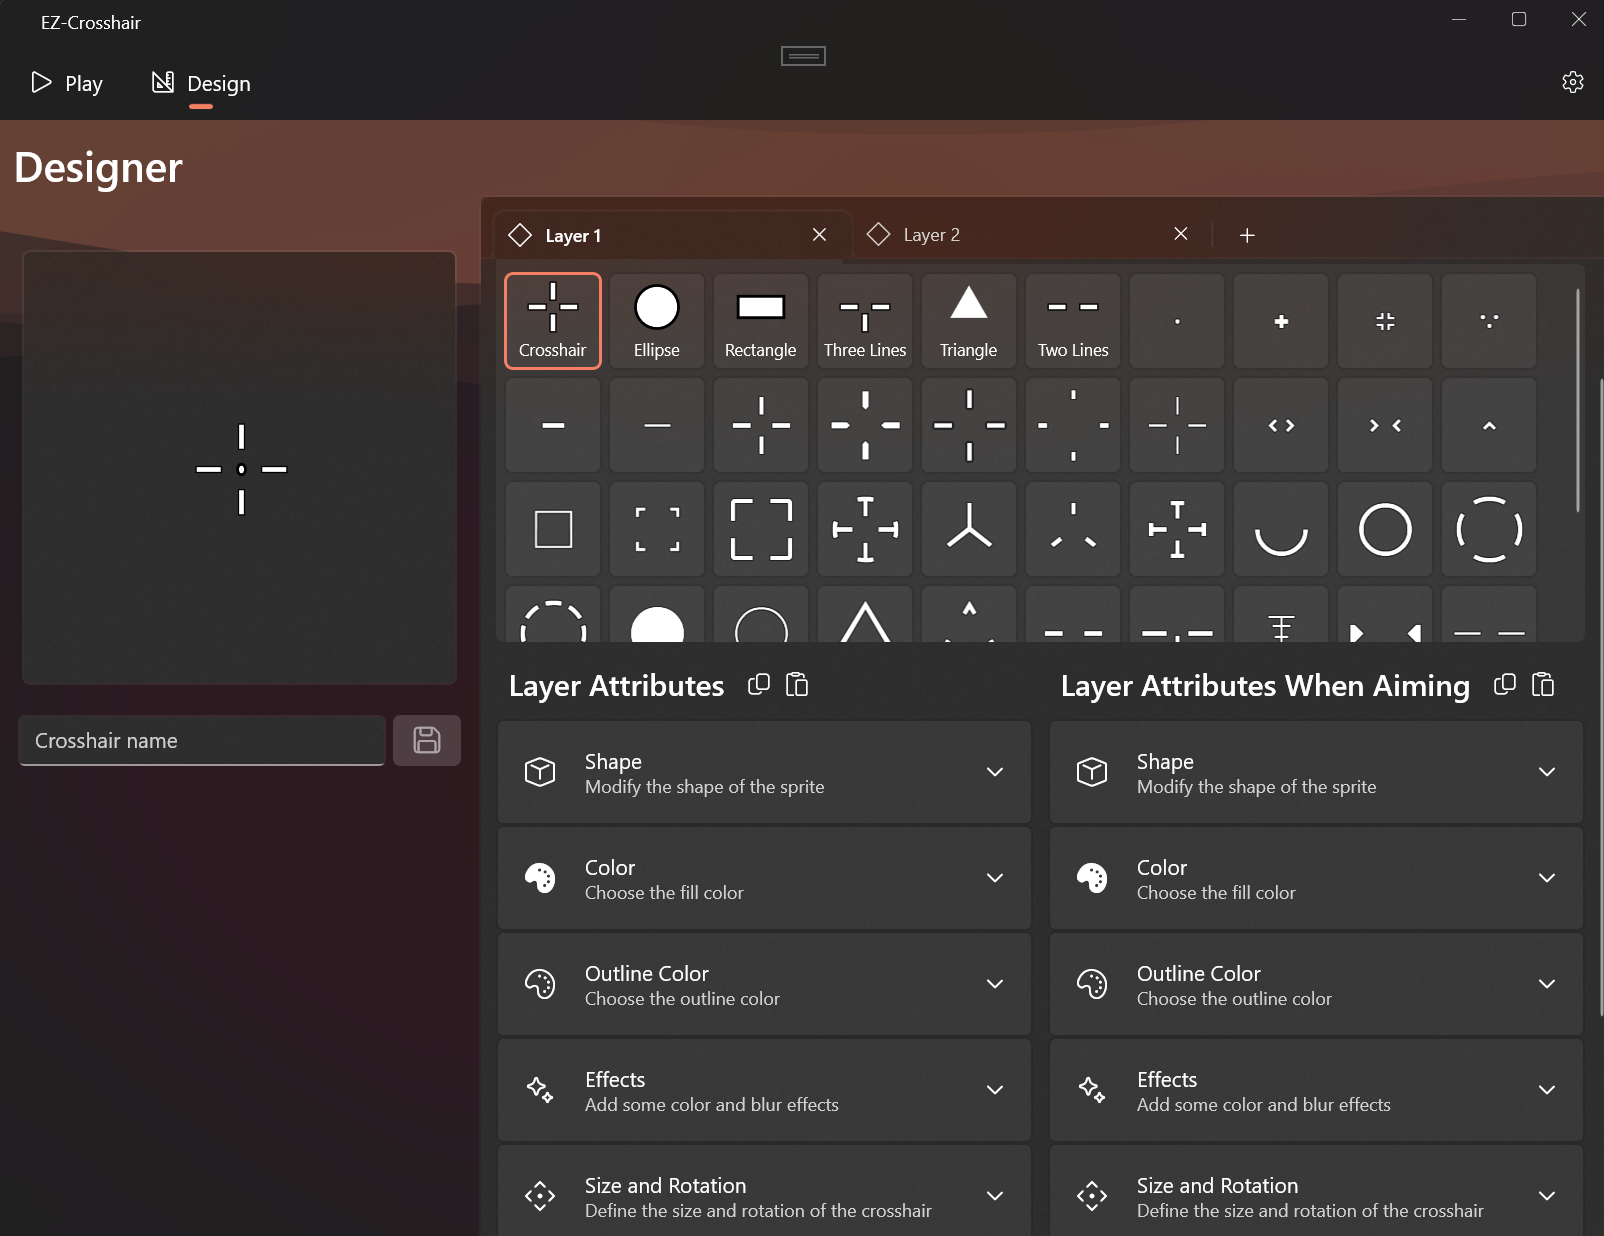 EZ-Crosshair
Play
Design
Designer
Layer 1
Layer 2
Crosshair
Ellipse
Rectangle
Three Lines
Triangle
Two Lines
Crosshair name
Layer Attributes
Shape
Modify the shape of the sprite
Color
Choose the fill color
Outline Color
Choose the outline color
Effects
Add some color and blur effects
Size and Rotation
Define the size and rotation of the crosshair
Layer Attributes When Aiming
Shape
Modify the shape of the sprite
Color
Choose the fill color
Outline Color
Choose the outline color
Effects
Add some color and blur effects
Size and Rotation
Define the size and rotation of the crosshair